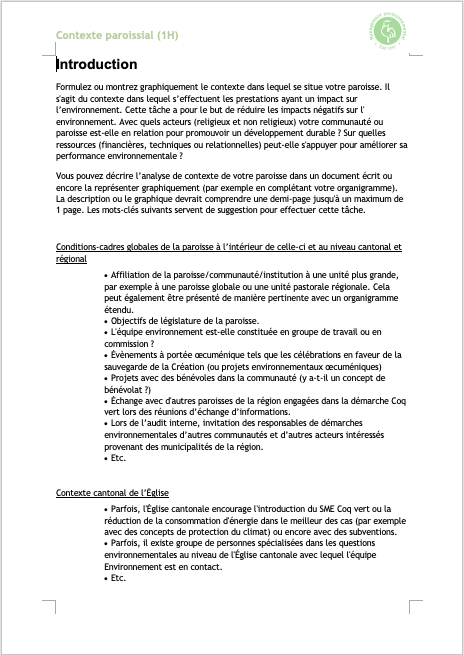 Contexte paroissial (1H)
Introduction
Formulez ou montrez graphiquement le contexte dans lequel se situe votre paroisse. Il
s'agit du contexte dans lequel s’effectuent les prestations ayant un impact sur
l’environnement. Cette tâche a pour le but de réduire les impacts négatifs sur l'
environnement. Avec quels acteurs (religieux et non religieux) votre communauté ou
paroisse est-elle en relation pour promouvoir un développement durable ? Sur quelles
ressources (financières, techniques ou relationnelles) peut-elle s'appuyer pour améliorer sa
performance environnementale ?
Vous pouvez décrire l’analyse de contexte de votre paroisse dans un document écrit ou
encore la représenter graphiquement (par exemple en complétant votre organigramme).
La description ou le graphique devrait comprendre une demi-page jusqu'à un maximum de
1 page. Les mots-clés suivants servent de suggestion pour effectuer cette tâche.
Conditions-cadres globales de la paroisse à l’intérieur de celle-ci et au niveau cantonal et
régional
• Affiliation de la paroisse/communauté/institution à une unité plus grande,
par exemple à une paroisse globale ou une unité pastorale régionale. Cela
peut également être présenté de manière pertinente avec un organigramme
étendu.
• Objectifs de législature de la paroisse.
• L'équipe environnement est-elle constituée en groupe de travail ou en
commission ?
• Évènements à portée œcuménique tels que les célébrations en faveur de la
sauvegarde de la Création (ou projets environnementaux œcuméniques)
• Projets avec des bénévoles dans la communauté (y a-t-il un concept de
bénévolat ?)
• Échange avec d'autres paroisses de la région engagées dans la démarche Coq
vert lors des réunions d’échange d’informations.
• Lors de l’audit interne, invitation des responsables de démarches
environnementales d’autres communautés et d’autres acteurs intéressés
provenant des municipalités de la région.
• Etc.
Contexte cantonal de l’Église
• Parfois, l'Église cantonale encourage l'introduction du SME Coq vert ou la
réduction de la consommation d'énergie dans le meilleur des cas (par exemple
avec des concepts de protection du climat) ou encore avec des subventions.
• Parfois, il existe groupe de personnes spécialisées dans les questions
environnementales au niveau de l'Église cantonale avec lequel l'équipe
Environnement est en contact.
• Etc.